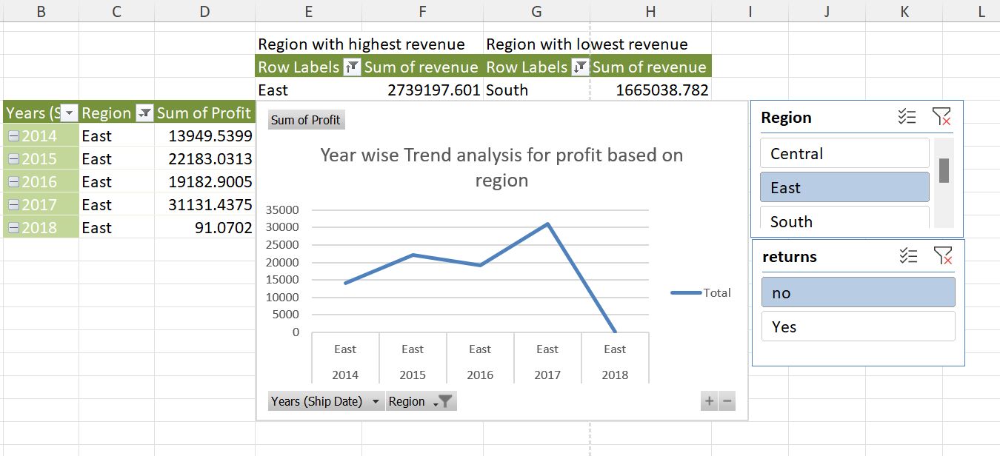 B C D E F G H I J K L
Region with highest revenue Region with lowest revenue
Row Labels Sum of revenue Row Labels Sum of revenue
East 2739197.601 South 1665038.782
Years (S Region Sum of Profit
2014 East 13949.5399
2015 East 22183.0313
2016 East 19182.9005
2017 East 31131.4375
2018 East 91.0702
Sum of Profit
Year wise Trend analysis for profit based on
region
35000
30000
25000
20000
15000
10000
5000
0
East East East East East
2014 2015 2016 2017 2018
Total
Years (Ship Date) Region
Region
Central
East
South
returns
no
Yes